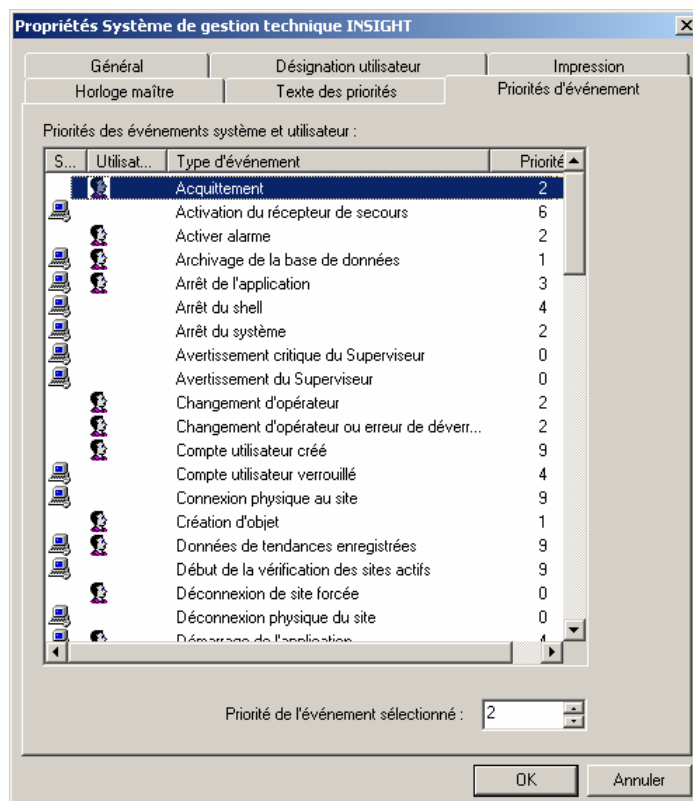 Propriétés Système de gestion technique INSIGHT
Général Désignation utilisateur Impression
Horloge maître Texte des priorités Priorités d'événement
Priorités des événements système et utilisateur :
S... Utilisat... Type d'événement Priorité
Acquittement 2
Activation du récepteur de secours 6
Activer alarme 2
Archivage de la base de données 1
Arrêt de l'application 3
Arrêt du shell 4
Arrêt du système 2
Avertissement critique du Superviseur 0
Avertissement du Superviseur 0
Changement d'opérateur 2
Changement d'opérateur ou erreur de déverr... 2
Compte utilisateur créé 9
Compte utilisateur verrouillé 4
Connexion physique au site 9
Création d'objet 1
Données de tendances enregistrées 9
Début de la vérification des sites actifs 9
Déconnexion de site forcée 0
Déconnexion physique du site 0
Démarrage de l'application 4
Priorité de l'événement sélectionné : 2
OK Annuler